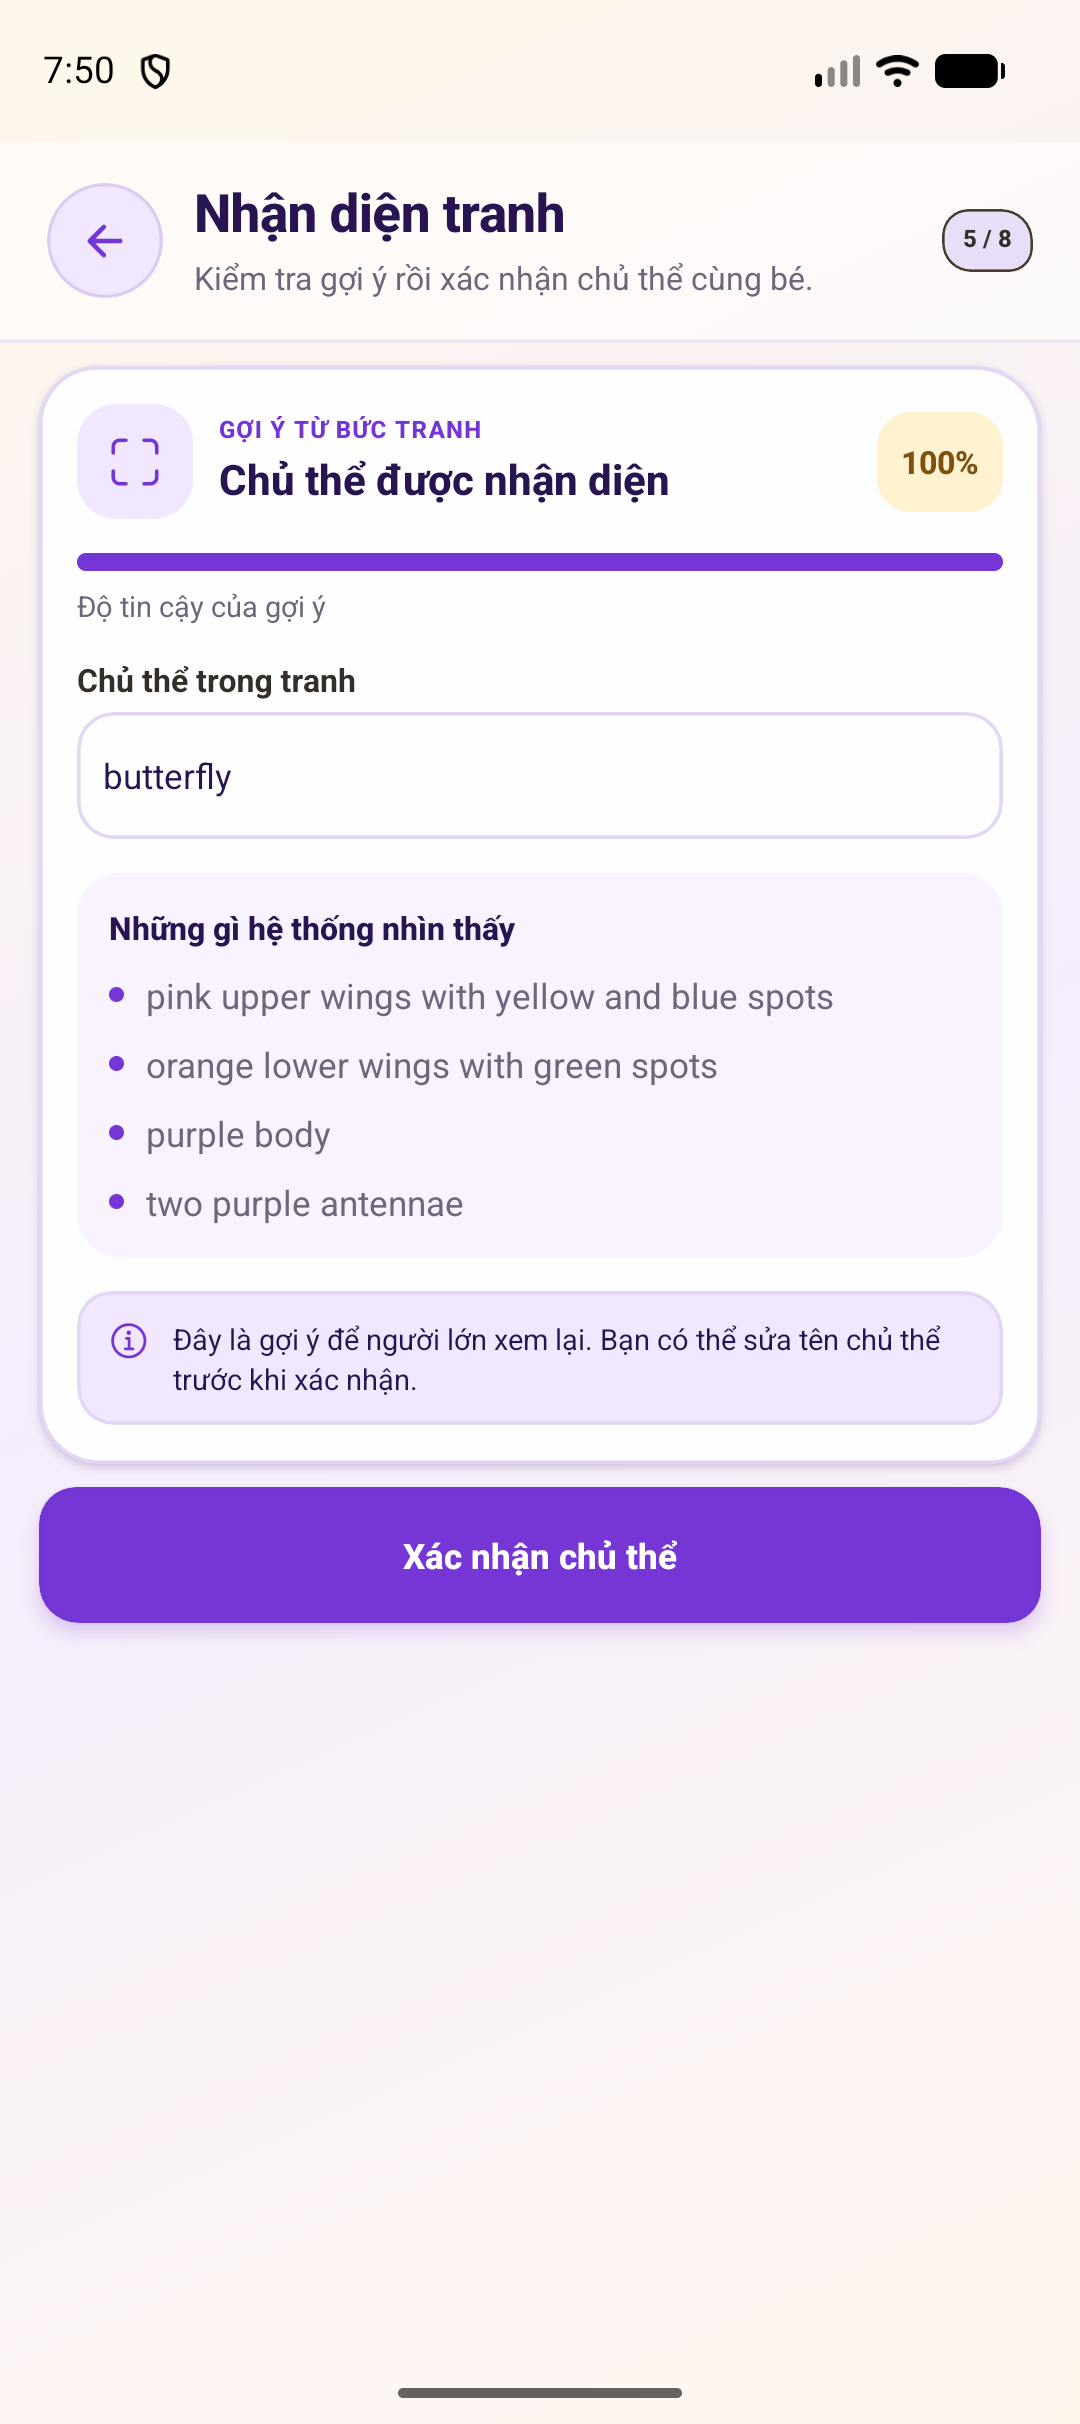 7:50
Nhận diện tranh
Kiểm tra gợi ý rồi xác nhận chủ thể cùng bé.
5 / 8
GỢI Ý TỪ BỨC TRANH
Chủ thể được nhận diện
100%
Độ tin cậy của gợi ý
Chủ thể trong tranh
butterfly
Những gì hệ thống nhìn thấy
pink upper wings with yellow and blue spots
orange lower wings with green spots
purple body
two purple antennae
Đây là gợi ý để người lớn xem lại. Bạn có thể sửa tên chủ thể
trước khi xác nhận.
Xác nhận chủ thể